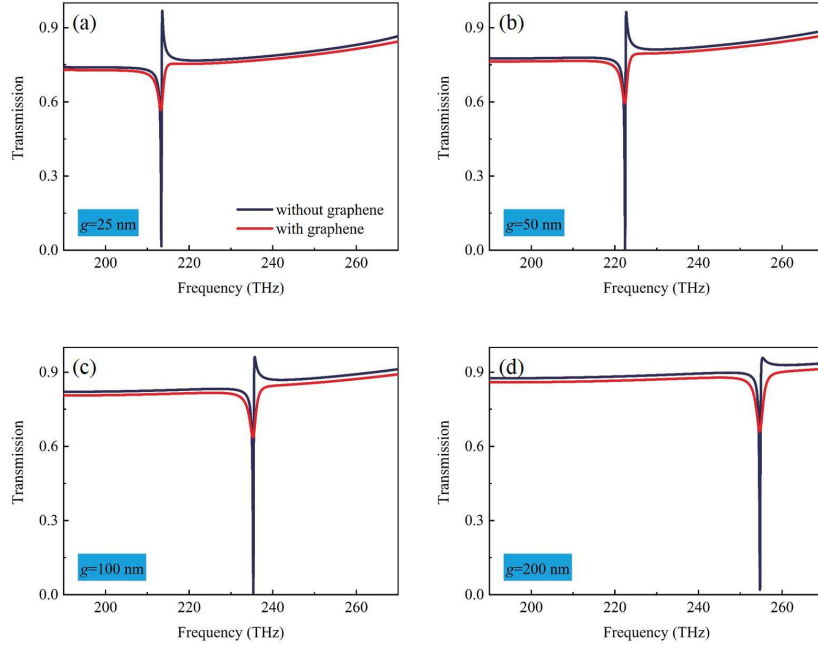 (a)
0.9
0.6
0.3
0.0
Transmission
without graphene
with graphene
g=25 nm
200 220 240 260
Frequency (THz)
(b)
0.9
0.6
0.3
0.0
Transmission
g=50 nm
200 220 240 260
Frequency (THz)
(c)
0.9
0.6
0.3
0.0
Transmission
g=100 nm
200 220 240 260
Frequency (THz)
(d)
0.9
0.6
0.3
0.0
Transmission
g=200 nm
200 220 240 260
Frequency (THz)